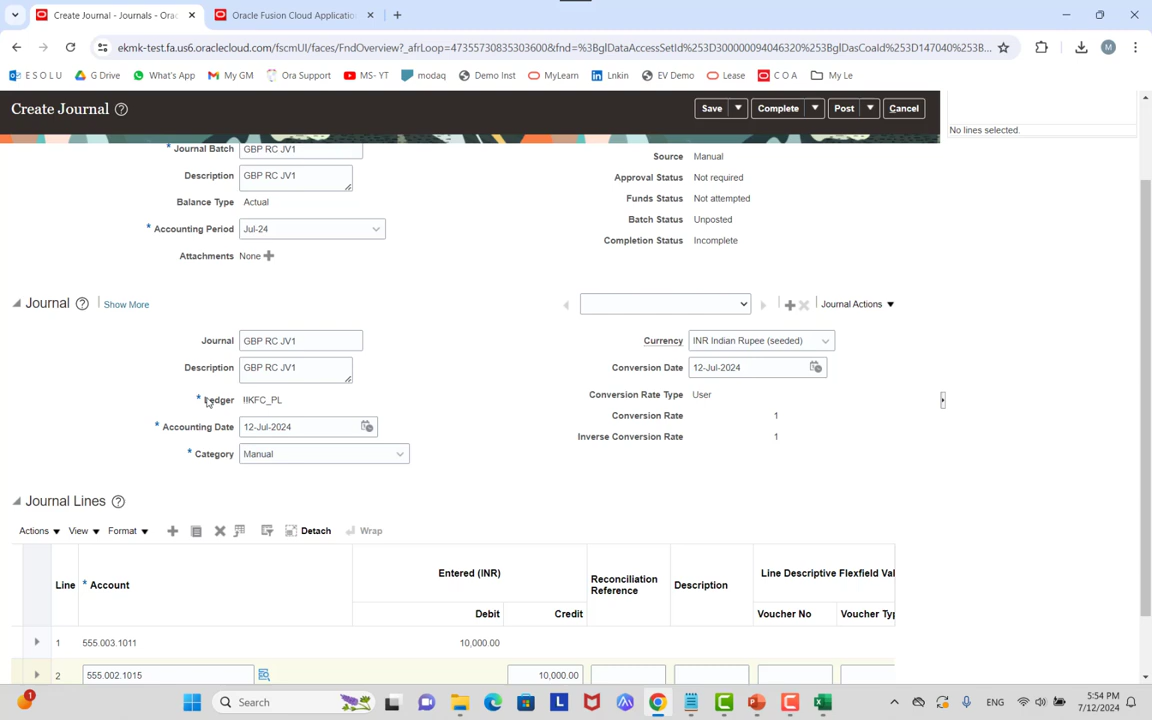 Create Journal - Journals - Orac
Oracle Fusion Cloud Application
ekmk-test.fa.us6.oraclecloud.com/fscmUI/faces/FndOverview?_afrLoop=47355730835303600&fnd=%3BglDataAccessSetId%253D300000094046320%253BglDasCoaId%253D147040%253B...
E S O L U
G Drive
What's App
My GM
Ora Support
MS- YT
modaq
Demo Inst
MyLearn
Lnkin
EV Demo
Lease
C O A
My Le
Create Journal
Save
Complete
Post
Cancel
No lines selected.
* Journal Batch GBP RC JV1
Description GBP RC JV1
Balance Type Actual
* Accounting Period Jul-24
Attachments None
Source Manual
Approval Status Not required
Funds Status Not attempted
Batch Status Unposted
Completion Status Incomplete
Journal
Show More
Journal Actions
Journal GBP RC JV1
Description GBP RC JV1
* Ledger IIKFC_PL
* Accounting Date 12-Jul-2024
* Category Manual
Currency INR Indian Rupee (seeded)
Conversion Date 12-Jul-2024
Conversion Rate Type User
Conversion Rate 1
Inverse Conversion Rate 1
Journal Lines
Actions View Format Detach Wrap
Line * Account Entered (INR) Reconciliation Reference Description Line Descriptive Flexfield Val
Debit Credit Voucher No Voucher Typ
1 555.003.1011 10,000.00
2 555.002.1015 10,000.00
1
Search
ENG
5:54 PM
7/12/2024